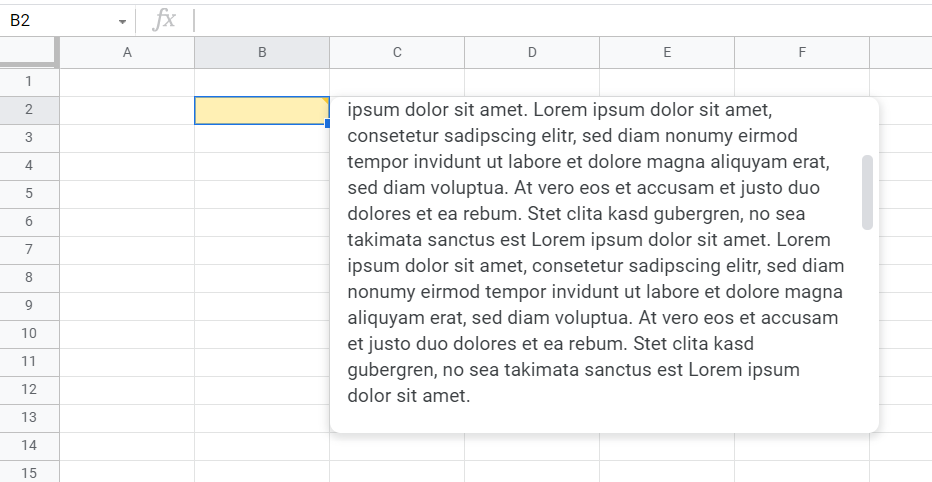 B2 fx
A B C D E F
1
2
3
4
5
6
7
8
9
10
11
12
13
14
15
ipsum dolor sit amet. Lorem ipsum dolor sit amet,
consetetur sadipscing elitr, sed diam nonumy eirmod
tempor invidunt ut labore et dolore magna aliquyam erat,
sed diam voluptua. At vero eos et accusam et justo duo
dolores et ea rebum. Stet clita kasd gubergren, no sea
takimata sanctus est Lorem ipsum dolor sit amet. Lorem
ipsum dolor sit amet, consetetur sadipscing elitr, sed diam
nonumy eirmod tempor invidunt ut labore et dolore magna
aliquyam erat, sed diam voluptua. At vero eos et accusam
et justo duo dolores et ea rebum. Stet clita kasd
gubergren, no sea takimata sanctus est Lorem ipsum
dolor sit amet.